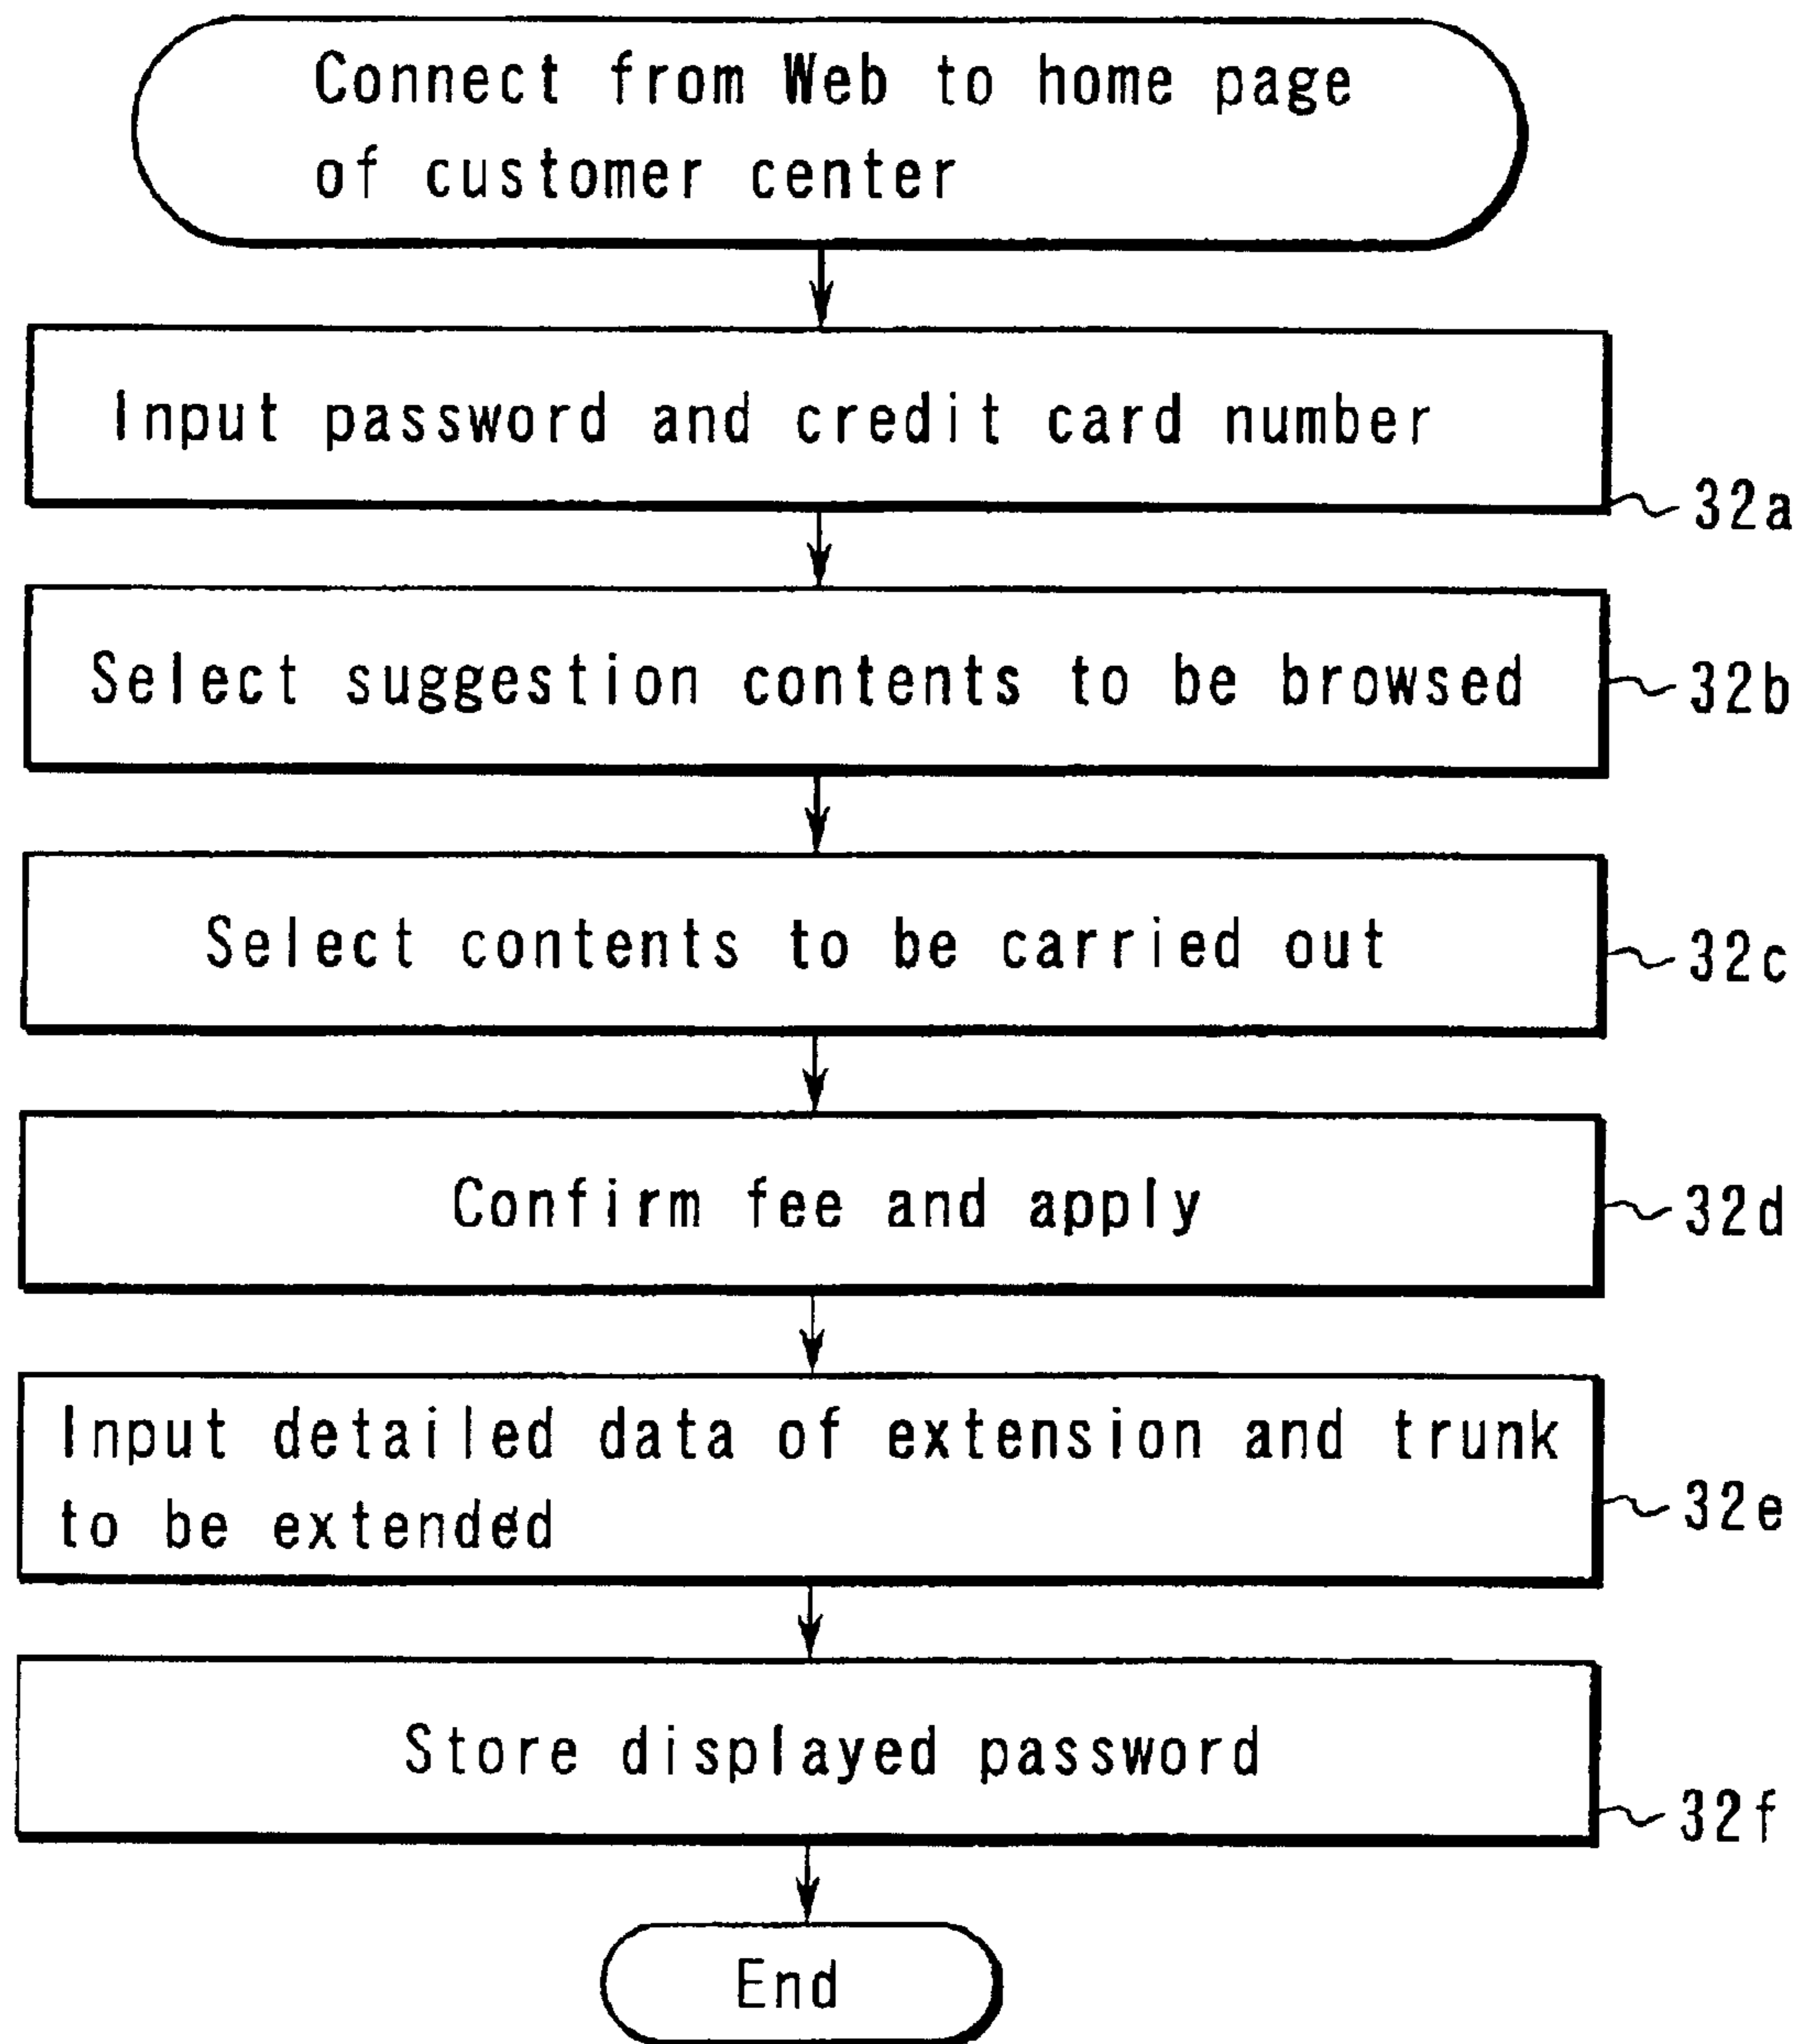 Connect from Web to home page
of customer center
Input password and credit card number
32a
Select suggestion contents to be browsed
32b
Select contents to be carried out
32c
Confirm fee and apply
32d
Input detailed data of extension and trunk
to be extended
32e
Store displayed password
32f
End